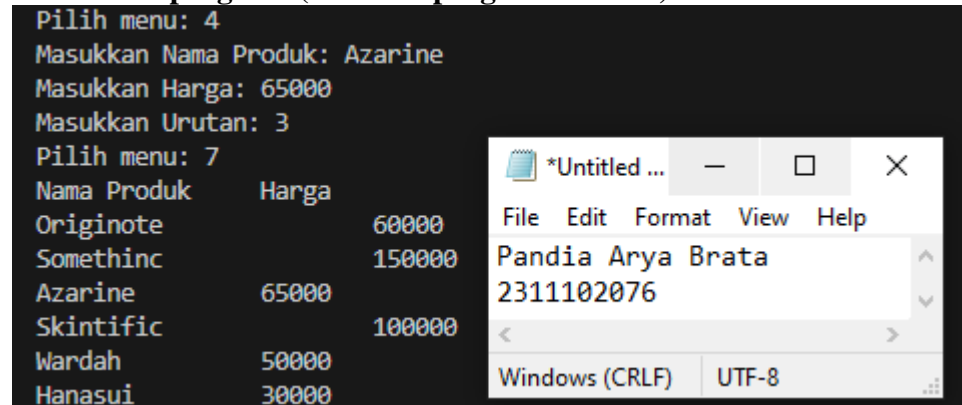 Pilih menu: 4
Masukkan Nama Produk: Azarine
Masukkan Harga: 65000
Masukkan Urutan: 3
Pilih menu: 7
Nama Produk Harga
Originote 60000
Somethinc 150000
Azarine 65000
Skintific 100000
Wardah 50000
Hanasui 30000
*Untitled ...
File Edit Format View Help
Pandia Arya Brata
2311102076
Windows (CRLF) UTF-8